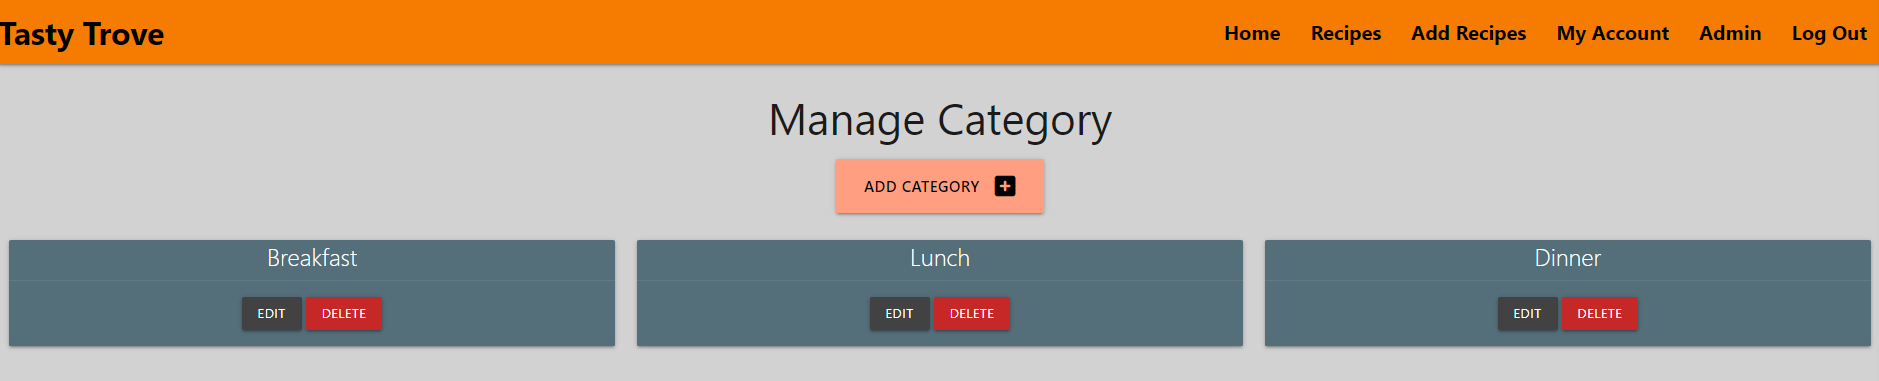 Tasty Trove Home Recipes Add Recipes My Account Admin Log Out
Manage Category
ADD CATEGORY
Breakfast Lunch Dinner
EDIT DELETE EDIT DELETE EDIT DELETE